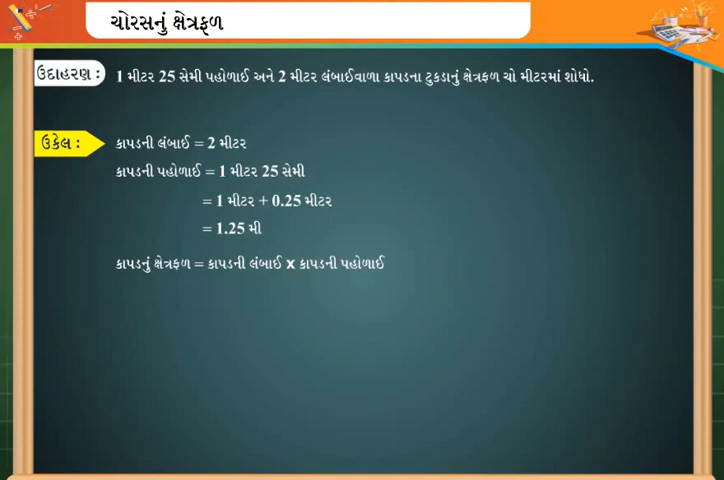 ચોરસનું ક્ષેત્રફળ
ઉદાહરણ : 1 મીટર 25 સેમી પહોળાઈ અને 2 મીટર લંબાઈવાળા કાપડના ટુકડાનું ક્ષેત્રફળ ચો મીટરમાં શોધો.
ઉકેલ : કાપડની લંબાઈ = 2 મીટર
કાપડની પહોળાઈ = 1 મીટર 25 સેમી
= 1 મીટર + 0.25 મીટર
= 1.25 મી
કાપડનું ક્ષેત્રફળ = કાપડની લંબાઈ x કાપડની પહોળાઈ